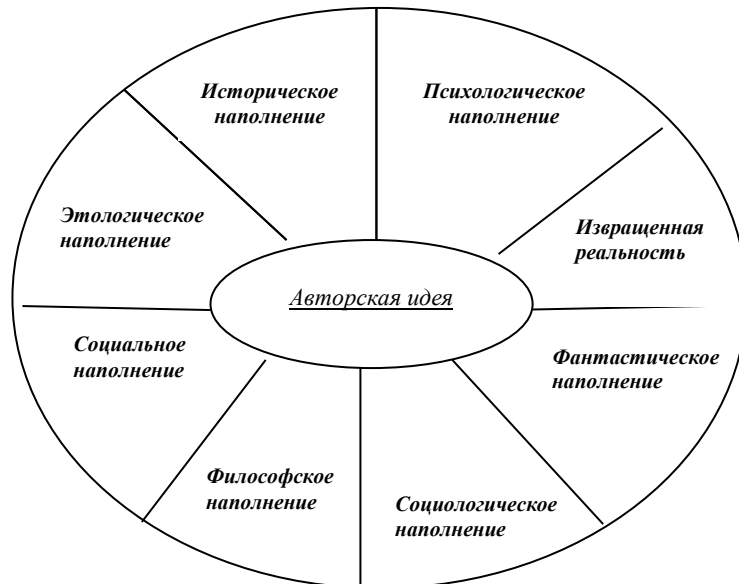 Историческое
наполнение
Психологическое
наполнение
Этологическое
наполнение
Извращенная
реальность
Авторская идея
Социальное
наполнение
Фантастическое
наполнение
Философское
наполнение
Социологическое
наполнение